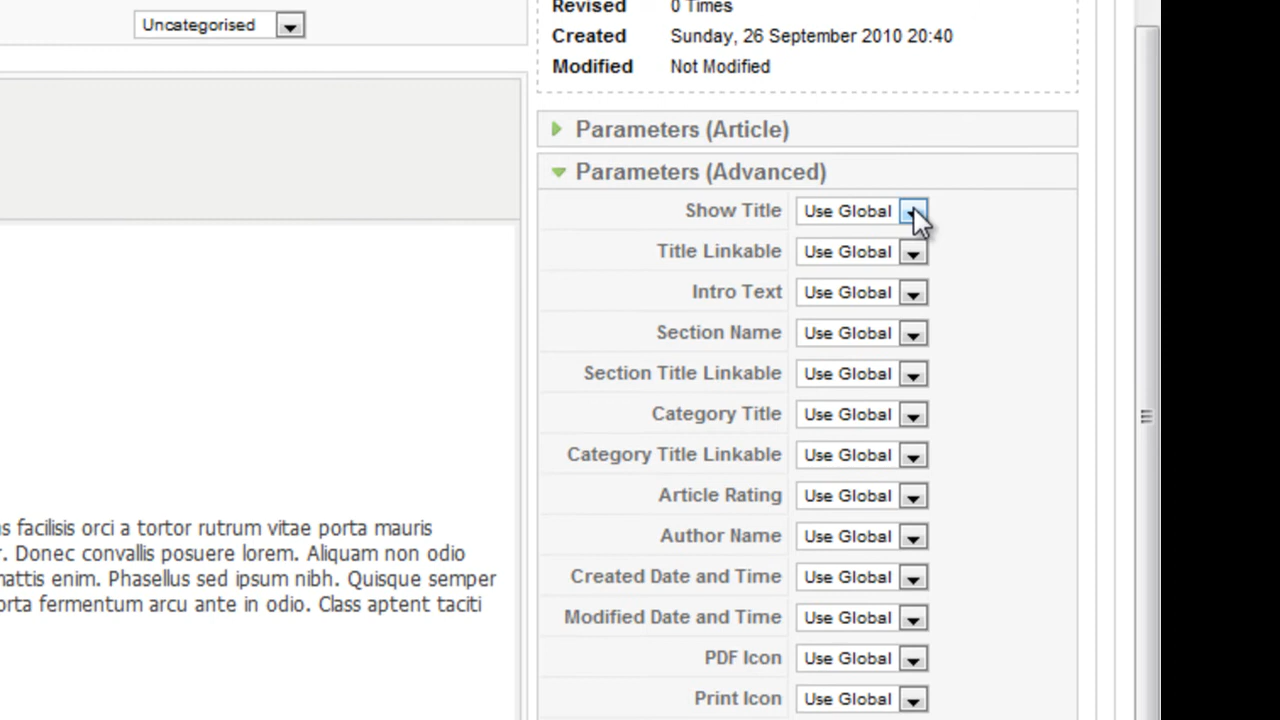 Revised 0 Times
Uncategorised
Created Sunday, 26 September 2010 20:40
Modified Not Modified
Parameters (Article)
Parameters (Advanced)
Show Title Use Global
Title Linkable Use Global
Intro Text Use Global
Section Name Use Global
Section Title Linkable Use Global
Category Title Use Global
Category Title Linkable Use Global
Article Rating Use Global
Author Name Use Global
Created Date and Time Use Global
Modified Date and Time Use Global
PDF Icon Use Global
Print Icon Use Global
facilisis orci a tortor rutrum vitae porta mauris
. Donec convallis posuere lorem. Aliquam non odio
mattis enim. Phasellus sed ipsum nibh. Quisque semper
orta fermentum arcu ante in odio. Class aptent taciti